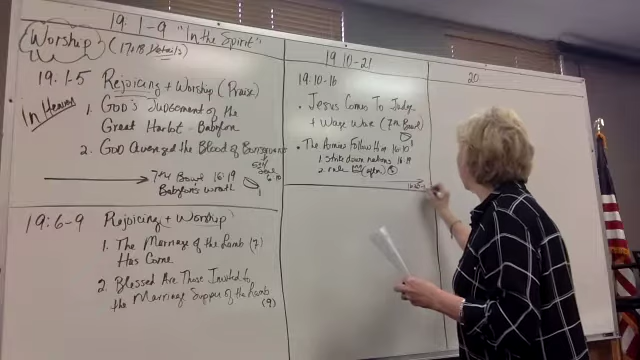 19: 1-9 "In the Spirit"
Worship (17+18 Details)
19:1-5 Rejoicing + Worship (Praise)
In Heaven
1. God's Judgement of the
Great Harlot - Babylon
2. God Avenged the Blood of
7th Bowl 16:19
Babylon's wrath
6:10
19:6-9 Rejoicing + Worship
1. The Marriage of the Lamb (7)
Has Come
2. Blessed Are Those Invited to
the Marriage Supper of the Lamb
(9)
19 10-21
19:10-16
• Jesus Comes To Judge
+ Wage War (7th Bowl)
• The Armies Follow Him
1 strike down nations
2. rule (after)
20